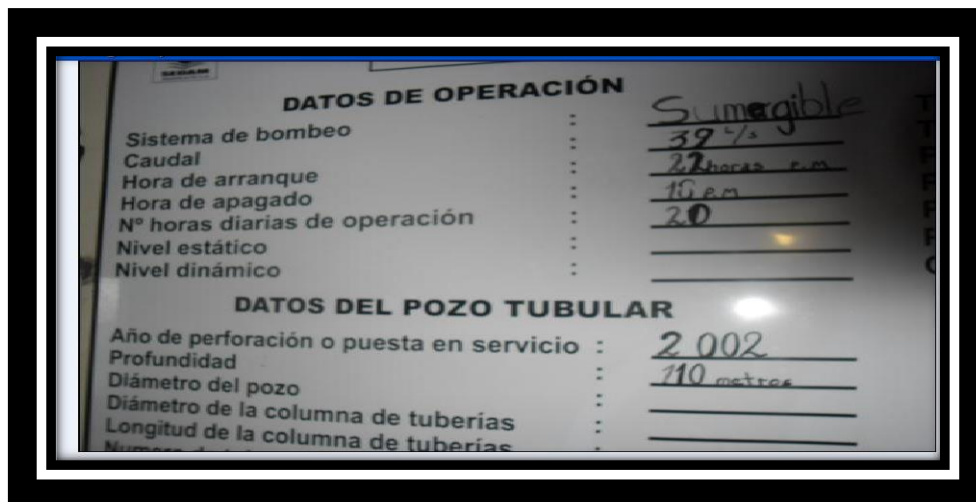 DATOS DE OPERACIÓN
Sistema de bombeo : Sumergible
Caudal : 39 L/s
Hora de arranque : 22 horas
Hora de apagado :
Nº horas diarias de operación : 20
Nivel estático :
Nivel dinámico :
DATOS DEL POZO TUBULAR
Año de perforación o puesta en servicio : 2 002
Profundidad : 110 metros
Diámetro del pozo :
Diámetro de la columna de tuberías :
Longitud de la columna de tuberías :